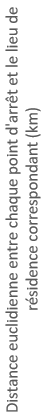 Distance euclidienne entre chaque point d'arrêt et le lieu de
résidence correspondant (km)